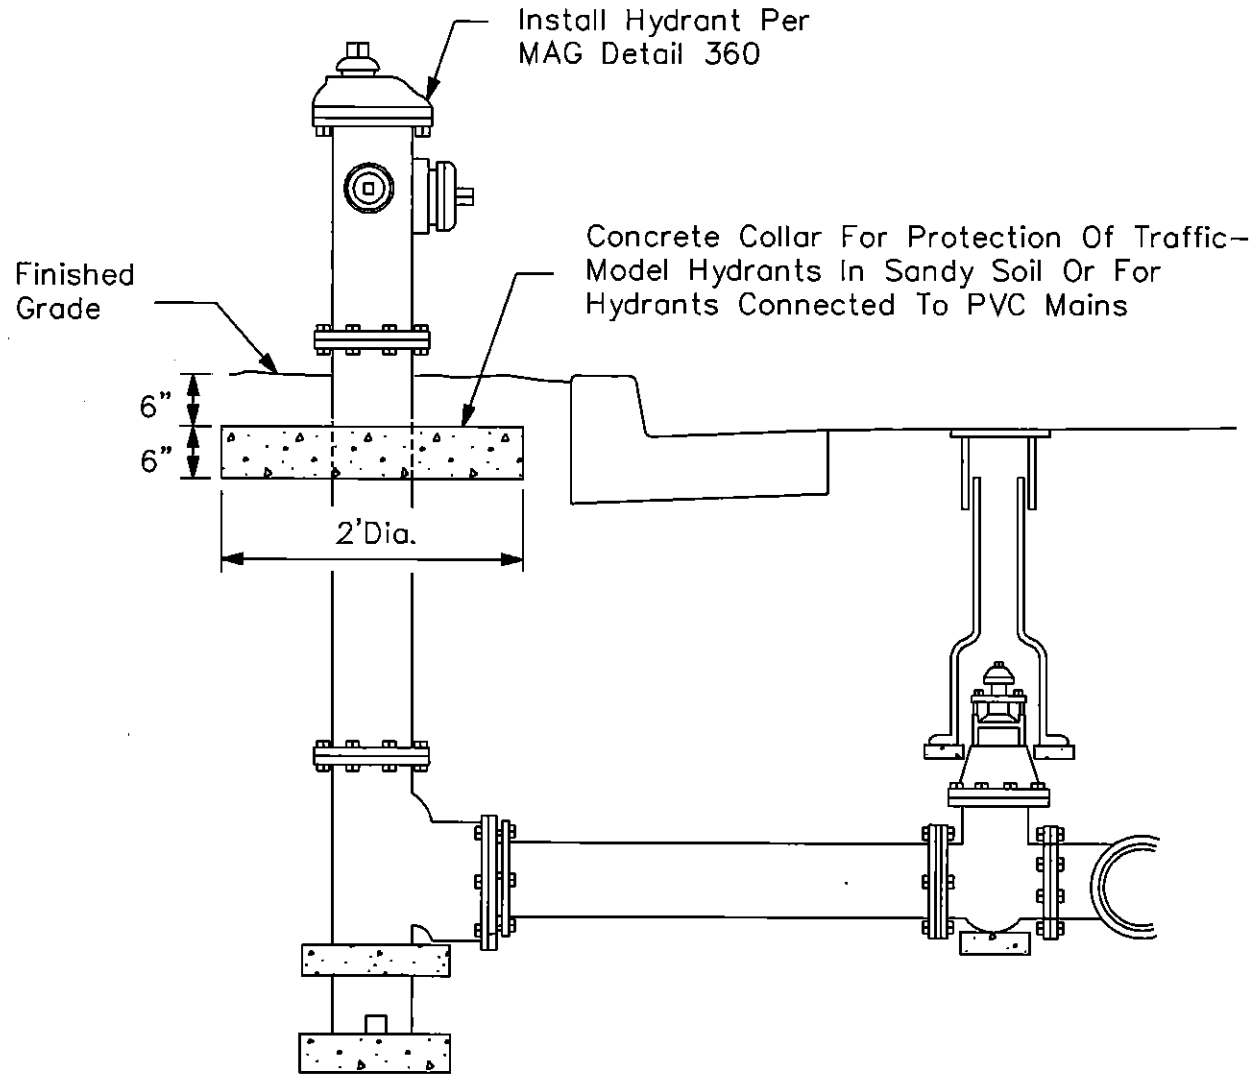 Install Hydrant Per
MAG Detail 360
Concrete Collar For Protection Of Traffic-
Model Hydrants In Sandy Soil Or For
Hydrants Connected To PVC Mains
Finished
Grade
6"
6"
2'Dia.